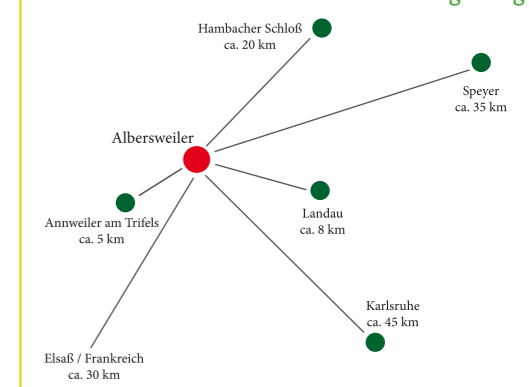 Hambacher Schloß
ca. 20 km
Speyer
ca. 35 km
Albersweiler
Landau
ca. 8 km
Annweiler am Trifels
ca. 5 km
Karlsruhe
ca. 45 km
Elsaß / Frankreich
ca. 30 km